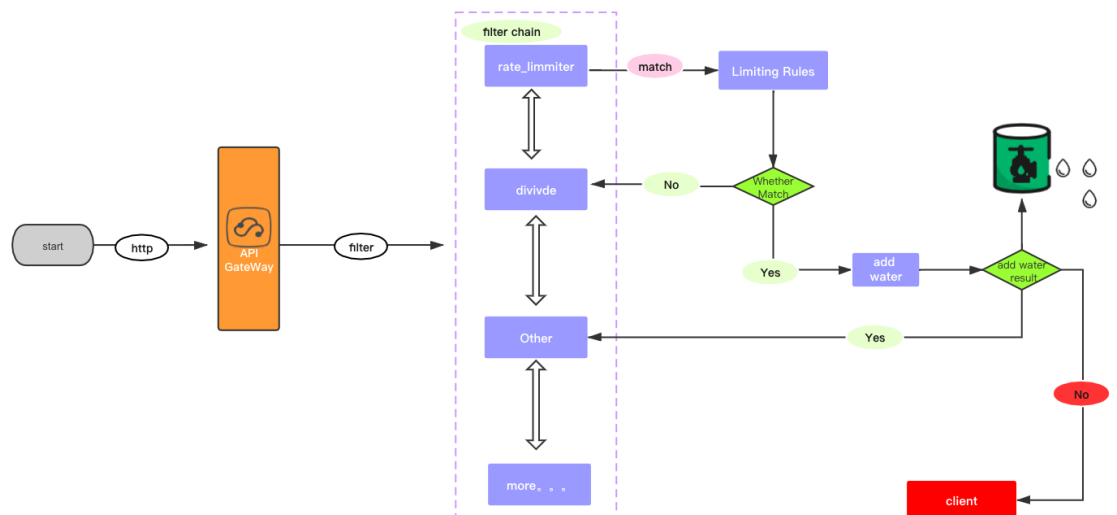 filter chain
rate_limmiter
match
Limiting Rules
divivde
No
Whether
Match
start
http
API
GateWay
filter
Yes
add
water
add water
result
Other
Yes
No
more。。。
client